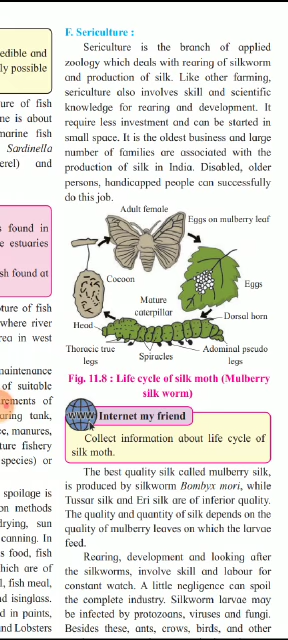 edible and
ly possible
ure of fish
ne is about
marine fish
Sardinella
erel) and
s found in
e estuaries
sh found at
ture of fish
where river
rea in west
maintenance
of suitable
irements of
aring tank,
ee, manures,
ture fishery
species) or
spoilage is
on methods
drying, sun
canning. In
s food, fish
which are of
l, fish meal,
nd isinglass.
d in paints,
und Lobsters
F. Sericulture :
Sericulture is the branch of applied
zoology which deals with rearing of silkworm
and production of silk. Like other farming,
sericulture also involves skill and scientific
knowledge for rearing and development. It
require less investment and can be started in
small space. It is the oldest business and large
number of families are associated with the
production of silk in India. Disabled, older
persons, handicapped people can successfully
do this job.
Adult female
Eggs on mulberry leaf
Cocoon
Eggs
Mature
caterpillar
Dorsal horn
Head
Thoracic true
legs
Spiracles
Adominal pseudo
legs
Fig. 11.8 : Life cycle of silk moth (Mulberry
silk worm)
WWW
Internet my friend
Collect information about life cycle of
silk moth.
The best quality silk called mulberry silk,
is produced by silkworm Bombyx mori, while
Tussar silk and Eri silk are of inferior quality.
The quality and quantity of silk depends on the
quality of mulberry leaves on which the larvae
feed.
Rearing, development and looking after
the silkworms, involve skill and labour for
constant watch. A little negligence can spoil
the complete industry. Silkworm larvae may
be infected by protozoans, viruses and fungi.
Besides these, ants, crows, birds, and other